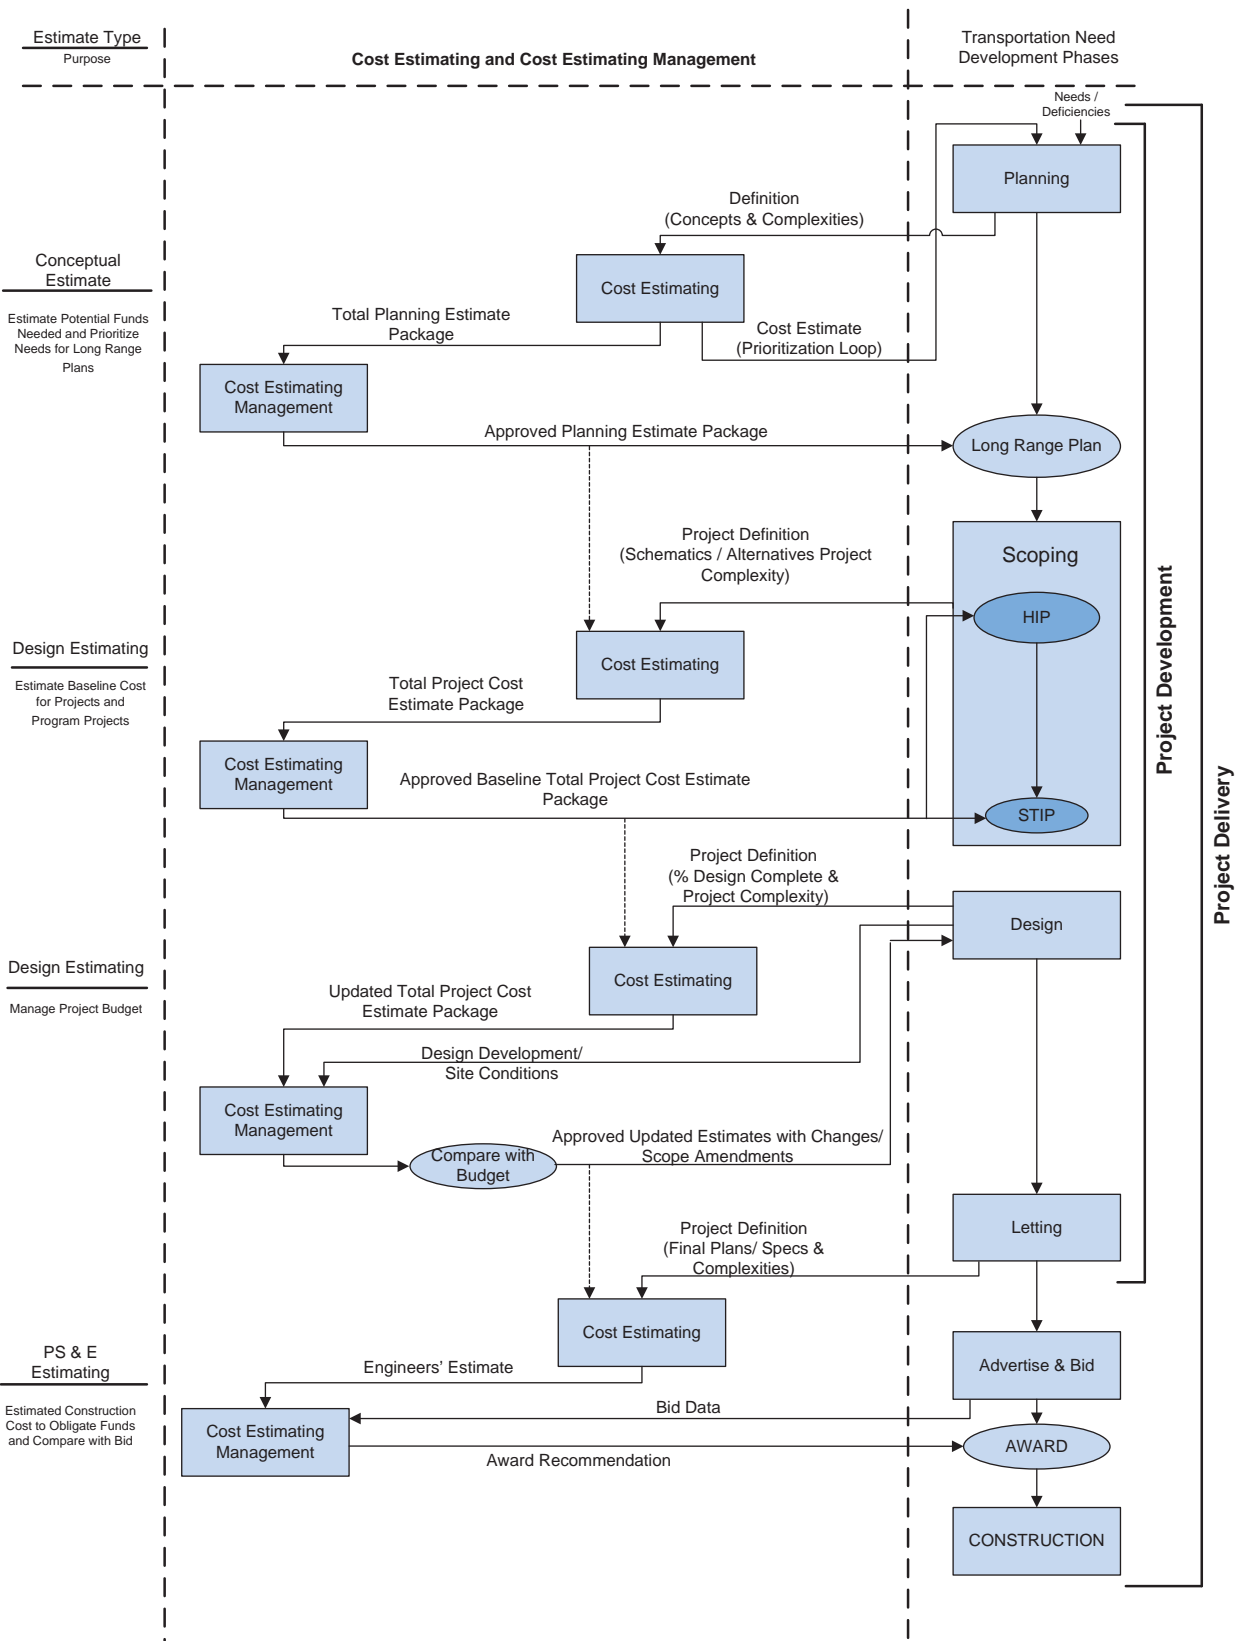 Estimate Type
Purpose
Cost Estimating and Cost Estimating Management
Transportation Need
Development Phases
Needs /
Deficiencies
Planning
Definition
(Concepts & Complexities)
Conceptual
Estimate
Estimate Potential Funds
Needed and Prioritize
Needs for Long Range
Plans
Cost Estimating
Total Planning Estimate
Package
Cost Estimate
(Prioritization Loop)
Cost Estimating
Management
Approved Planning Estimate Package
Long Range Plan
Project Definition
(Schematics / Alternatives Project
Complexity)
Scoping
HIP
Design Estimating
Estimate Baseline Cost
for Projects and
Program Projects
Cost Estimating
Total Project Cost
Estimate Package
Cost Estimating
Management
Approved Baseline Total Project Cost Estimate
Package
STIP
Project Development
Project Delivery
Project Definition
(% Design Complete &
Project Complexity)
Design
Design Estimating
Manage Project Budget
Cost Estimating
Updated Total Project Cost
Estimate Package
Design Development/
Site Conditions
Cost Estimating
Management
Compare with
Budget
Approved Updated Estimates with Changes/
Scope Amendments
Letting
Project Definition
(Final Plans/ Specs &
Complexities)
Cost Estimating
PS & E
Estimating
Estimated Construction
Cost to Obligate Funds
and Compare with Bid
Engineers' Estimate
Advertise & Bid
Bid Data
Cost Estimating
Management
Award Recommendation
AWARD
CONSTRUCTION